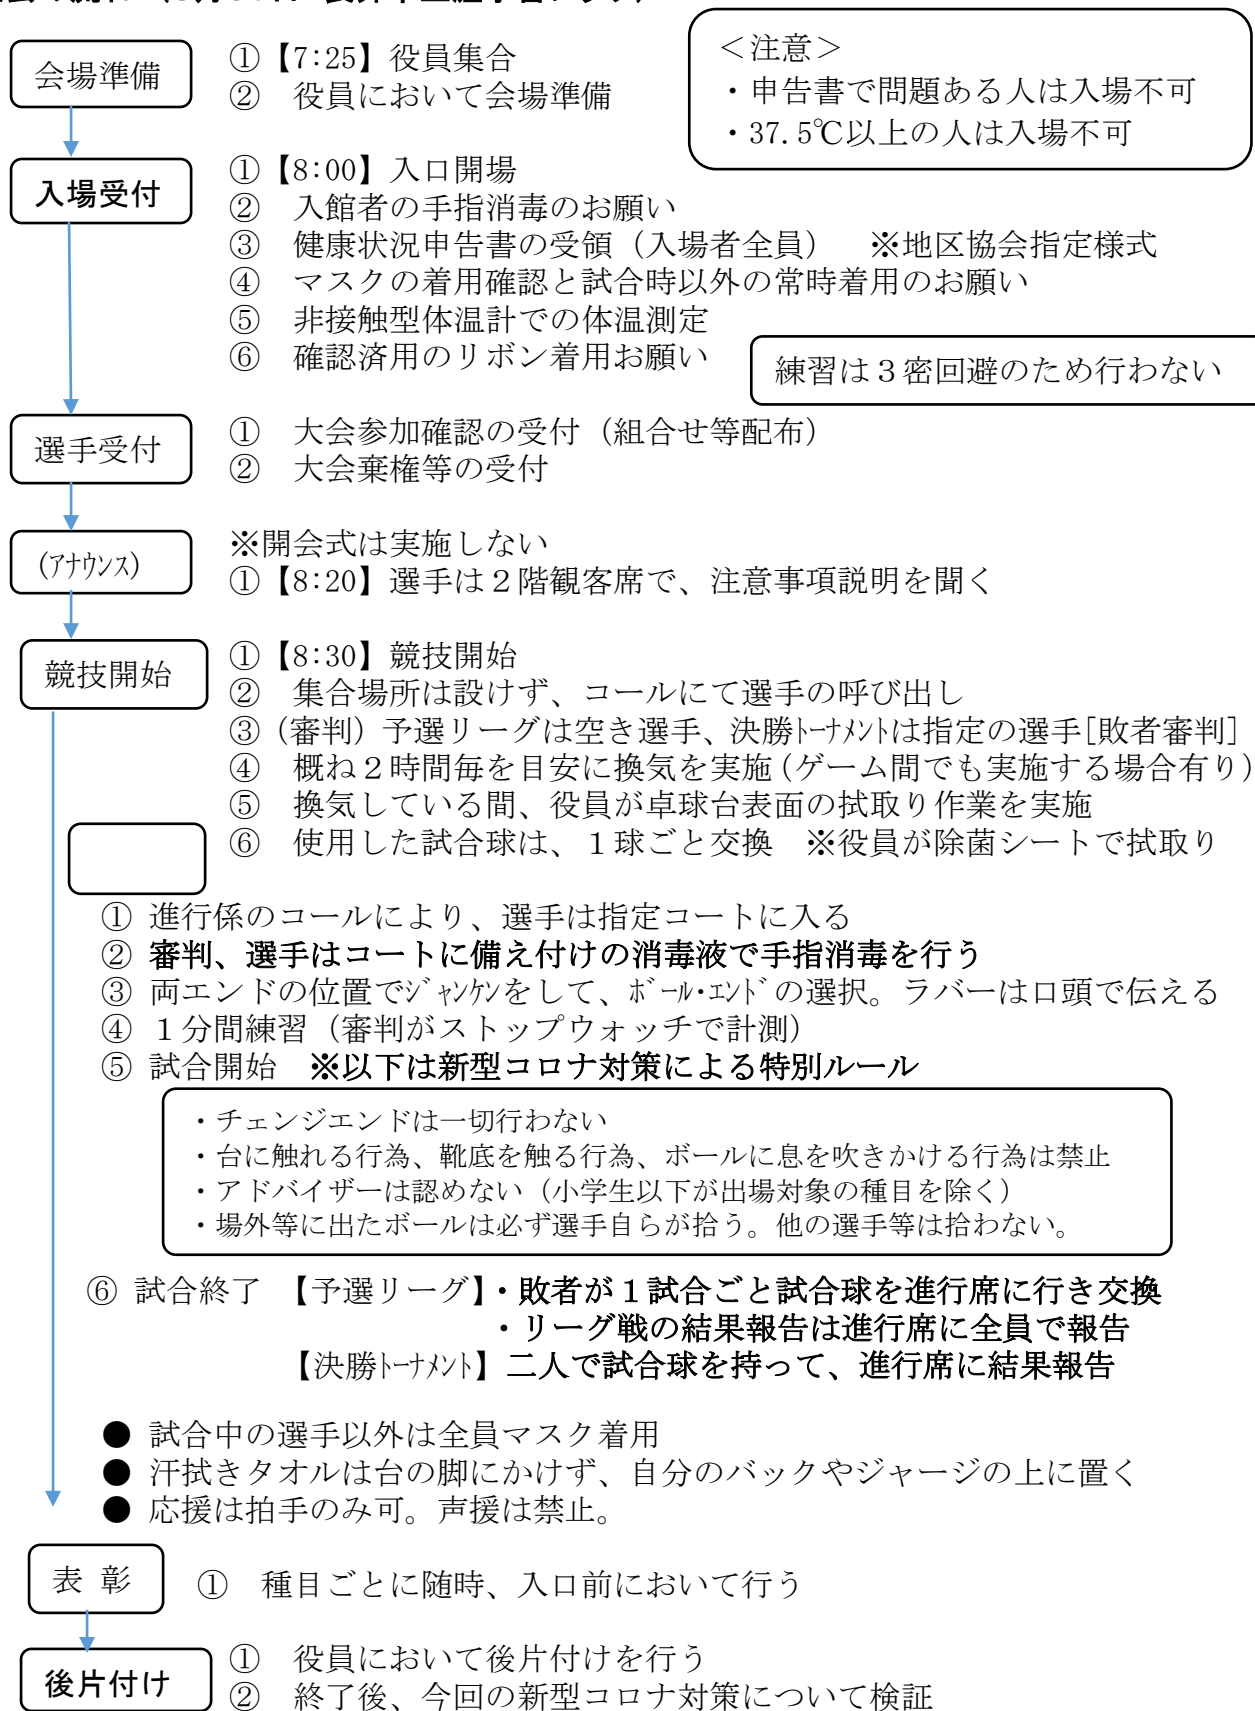 会場準備
①【7:25】役員集合
②　役員において会場準備
＜注意＞
・申告書で問題ある人は入場不可
・37.5℃以上の人は入場不可
入場受付
①【8:00】入口開場
②　入館者の手指消毒のお願い
③　健康状況申告書の受領（入場者全員）　※地区協会指定様式
④　マスクの着用確認と試合時以外の常時着用のお願い
⑤　非接触型体温計での体温測定
⑥　確認済用のリボン着用お願い
練習は３密回避のため行わない
選手受付
①　大会参加確認の受付（組合せ等配布）
②　大会棄権等の受付
(ｱﾅｳﾝｽ)
※開会式は実施しない
①【8:20】選手は２階観客席で、注意事項説明を聞く
競技開始
①【8:30】競技開始
②　集合場所は設けず、コールにて選手の呼び出し
③（審判）予選リーグは空き選手、決勝ﾄｰﾅﾒﾝﾄは指定の選手[敗者審判]
④　概ね２時間毎を目安に換気を実施（ゲーム間でも実施する場合有り）
⑤　換気している間、役員が卓球台表面の拭取り作業を実施
⑥　使用した試合球は、１球ごと交換　※役員が除菌シートで拭取り
① 進行係のコールにより、選手は指定コートに入る
② 審判、選手はコートに備え付けの消毒液で手指消毒を行う
③ 両エンドの位置でｼﾞｬﾝｹﾝをして、ﾎﾞｰﾙ･ｴﾝﾄﾞの選択。ラバーは口頭で伝える
④ １分間練習（審判がストップウォッチで計測）
⑤ 試合開始　※以下は新型コロナ対策による特別ルール
・チェンジエンドは一切行わない
・台に触れる行為、靴底を触る行為、ボールに息を吹きかける行為は禁止
・アドバイザーは認めない（小学生以下が出場対象の種目を除く）
・場外等に出たボールは必ず選手自らが拾う。他の選手等は拾わない。
⑥ 試合終了　【予選リーグ】・敗者が１試合ごと試合球を進行席に行き交換
・リーグ戦の結果報告は進行席に全員で報告
【決勝ﾄｰﾅﾒﾝﾄ】二人で試合球を持って、進行席に結果報告
● 試合中の選手以外は全員マスク着用
● 汗拭きタオルは台の脚にかけず、自分のバックやジャージの上に置く
● 応援は拍手のみ可。声援は禁止。
表 彰
①　種目ごとに随時、入口前において行う
後片付け
①　役員において後片付けを行う
②　終了後、今回の新型コロナ対策について検証